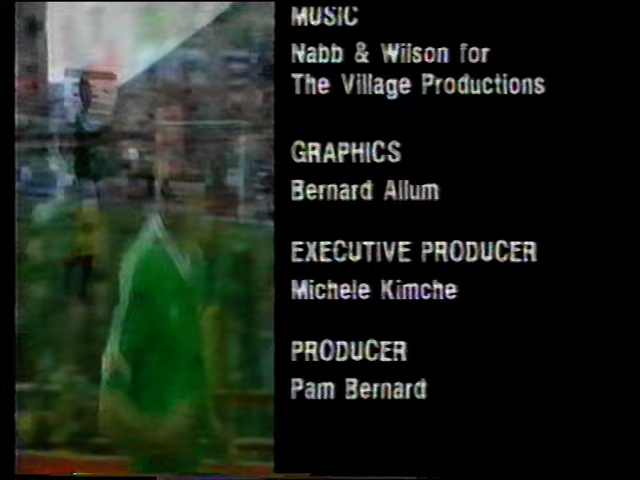 MUSIC
Nabb & Wilson for
The Village Productions
GRAPHICS
Bernard Allum
EXECUTIVE PRODUCER
Michele Kimche
PRODUCER
Pam Bernard